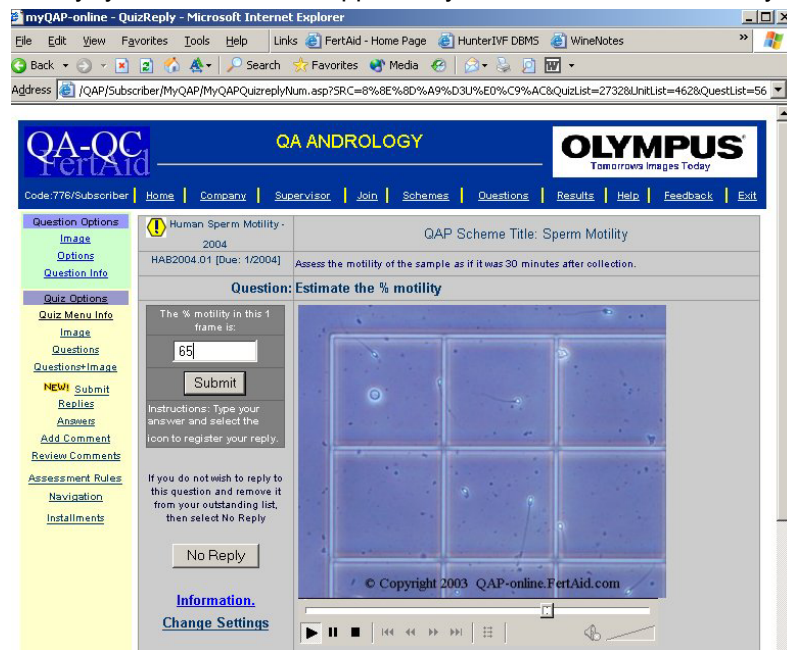 myQAP-online - QuizReply - Microsoft Internet Explorer
File Edit View Favorites Tools Help Links FertAid - Home Page HunterIVF DBMS WineNotes »
Back Search Favorites Media
Address /QAP/Subscriber/MyQAP/MyQAPQuizreplyNum.asp?SRC=8%8E%8D%A9%D3U%E0%C9%AC&QuizList=2732&UnitList=462&QuestList=56
QA-QC
FertAid
QA ANDROLOGY
OLYMPUS
Tomorrows Images Today
Code:776/Subscriber Home Company Supervisor Join Schemes Questions Results Help Feedback Exit
Question Options
Image
Options
Question Info
Quiz Options
Quiz Menu Info
Image
Questions
Questions+Image
NEW! Submit
Replies
Answers
Add Comment
Review Comments
Assessment Rules
Navigation
Installments
Human Sperm Motility -
2004
QAP Scheme Title: Sperm Motility
HAB2004.01 [Due: 1/2004]
Assess the motility of the sample as if it was 30 minutes after collection.
Question: Estimate the % motility
The % motility in this 1
frame is:
65
Submit
Instructions: Type your
answer and select the
icon to register your reply.
If you do not wish to reply to
this question and remove it
from your outstanding list,
then select No Reply
No Reply
Information.
Change Settings
© Copyright 2003 QAP-online.FertAid.com